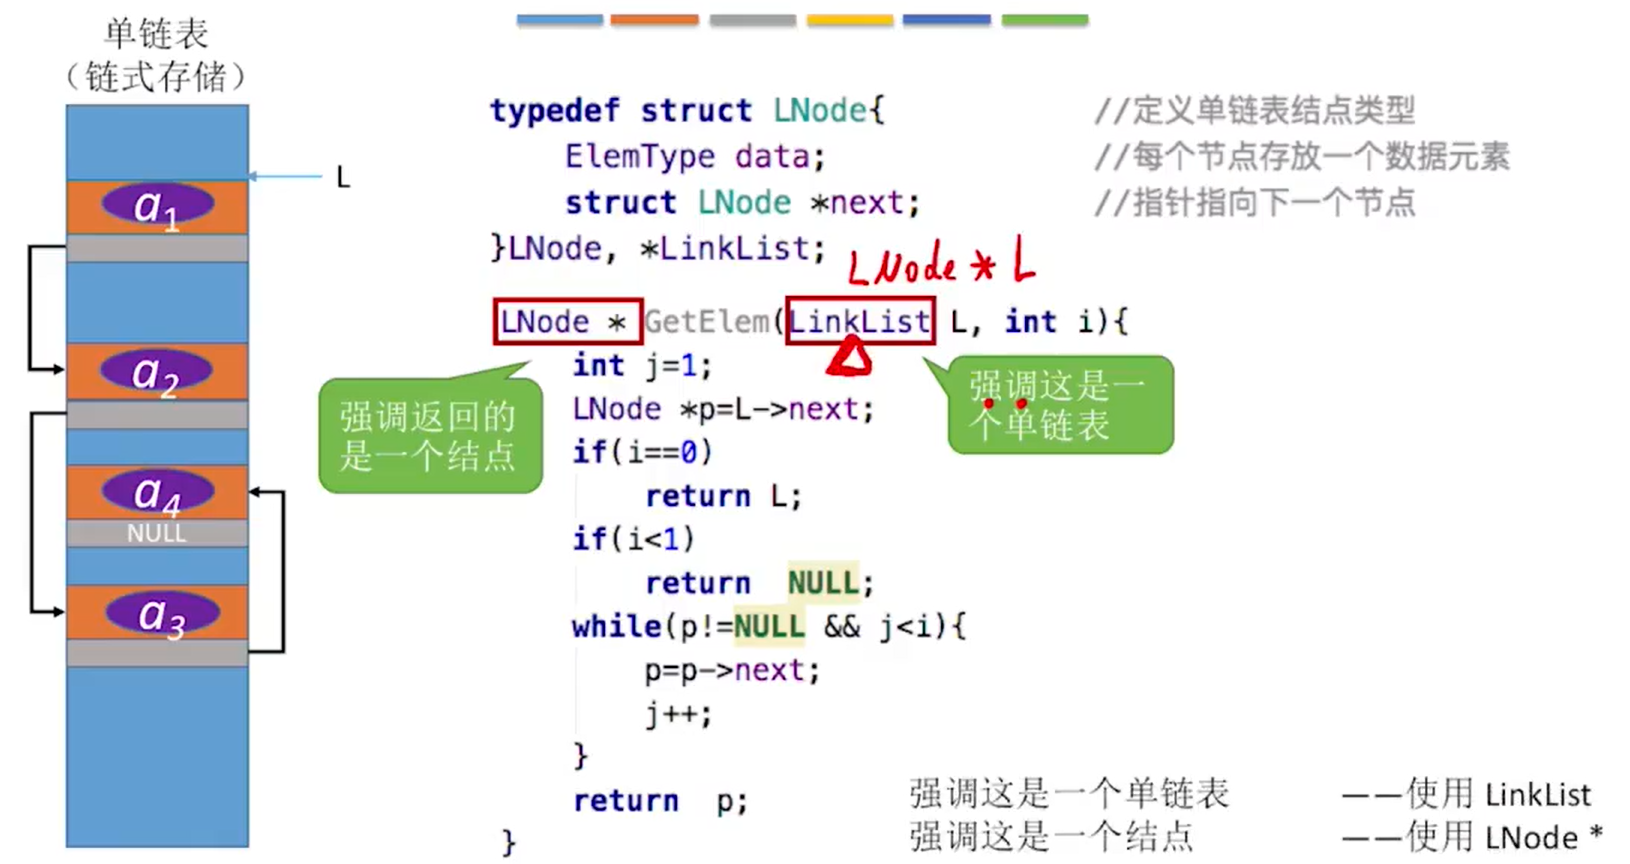 单链表
（链式存储）
L
a1
a2
a4
NULL
a3
typedef struct LNode{ //定义单链表结点类型
ElemType data; //每个节点存放一个数据元素
struct LNode *next; //指针指向下一个节点
}LNode, *LinkList;
LNode * L
LNode * GetElem(LinkList L, int i){
int j=1;
LNode *p=L->next;
if(i==0)
return L;
if(i<1)
return NULL;
while(p!=NULL && j<i){
p=p->next;
j++;
}
return p;
}
强调返回的
是一个结点
强调这是一
个单链表
强调这是一个单链表 ——使用 LinkList
强调这是一个结点 ——使用 LNode *